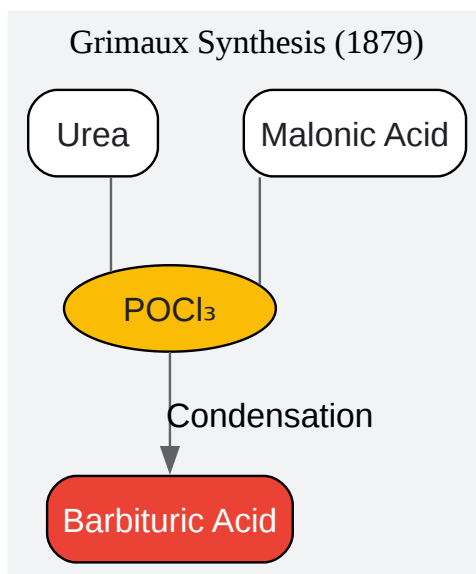 Grimaux Synthesis (1879)
Urea
Malonic Acid
POCl₃
Condensation
Barbituric Acid